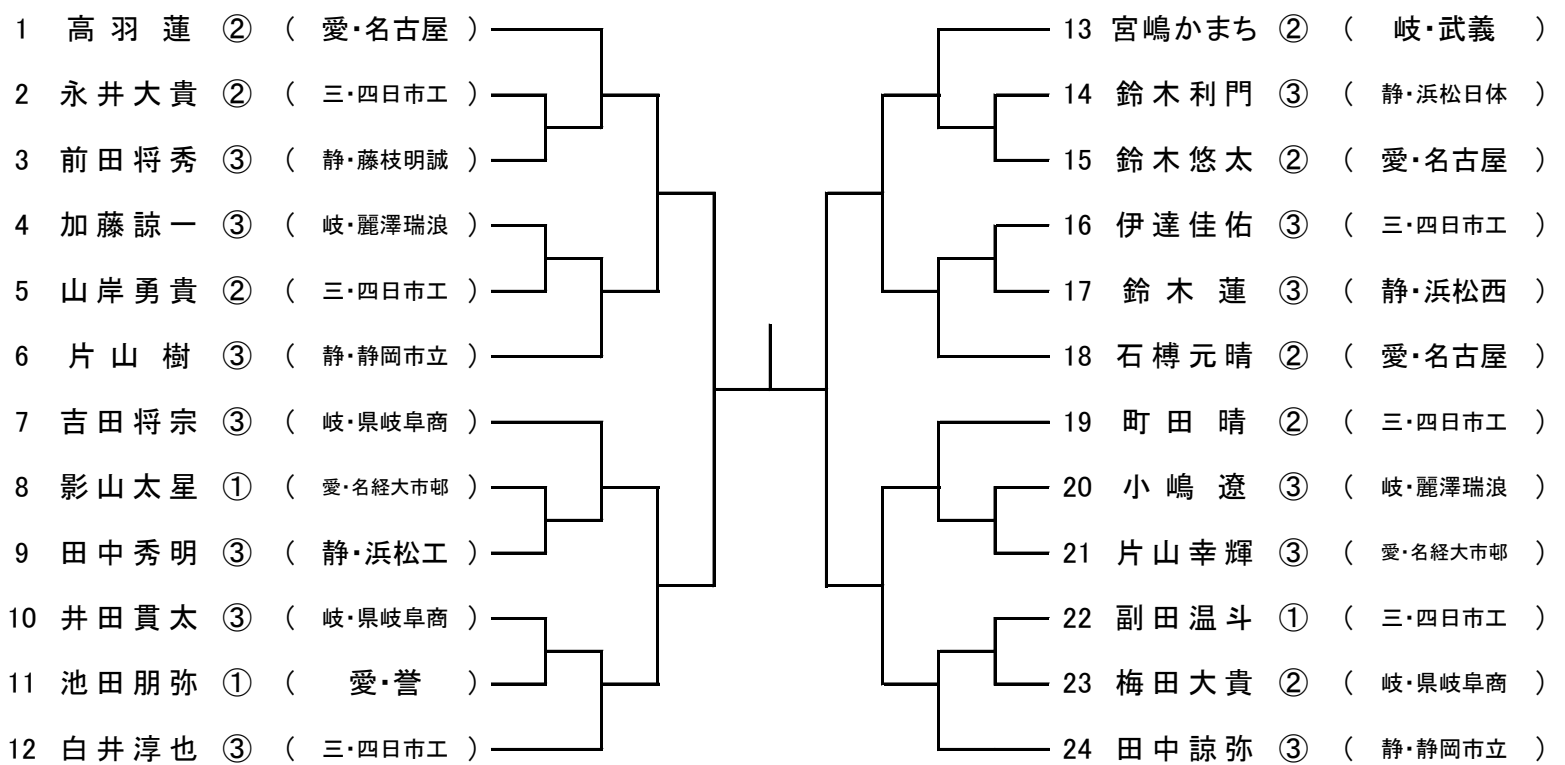 1 高羽蓮 ② ( 愛・名古屋 )
2 永井大貴 ② ( 三・四日市工 )
3 前田将秀 ③ ( 静・藤枝明誠 )
4 加藤諒一 ③ ( 岐・麗澤瑞浪 )
5 山岸勇貴 ② ( 三・四日市工 )
6 片山樹 ③ ( 静・静岡市立 )
7 吉田将宗 ③ ( 岐・県岐阜商 )
8 影山太星 ① ( 愛・名経大市邨 )
9 田中秀明 ③ ( 静・浜松工 )
10 井田貫太 ③ ( 岐・県岐阜商 )
11 池田朋弥 ① ( 愛・誉 )
12 白井淳也 ③ ( 三・四日市工 )
13 宮嶋かまち ② ( 岐・武義 )
14 鈴木利門 ③ ( 静・浜松日体 )
15 鈴木悠太 ② ( 愛・名古屋 )
16 伊達佳佑 ③ ( 三・四日市工 )
17 鈴木蓮 ③ ( 静・浜松西 )
18 石榑元晴 ② ( 愛・名古屋 )
19 町田晴 ② ( 三・四日市工 )
20 小嶋遼 ③ ( 岐・麗澤瑞浪 )
21 片山幸輝 ③ ( 愛・名経大市邨 )
22 副田温斗 ① ( 三・四日市工 )
23 梅田大貴 ② ( 岐・県岐阜商 )
24 田中諒弥 ③ ( 静・静岡市立 )